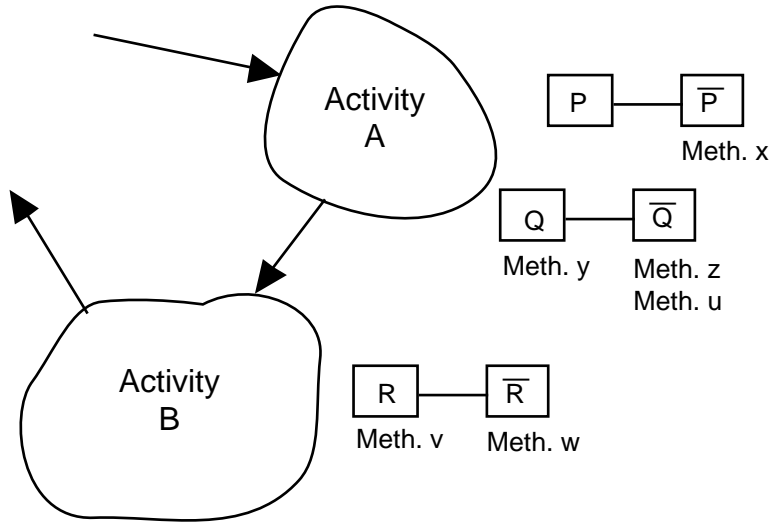 Activity
A
P
P̅
Meth. x
Q
Q̅
Meth. y
Meth. z
Meth. u
Activity
B
R
R̅
Meth. v
Meth. w